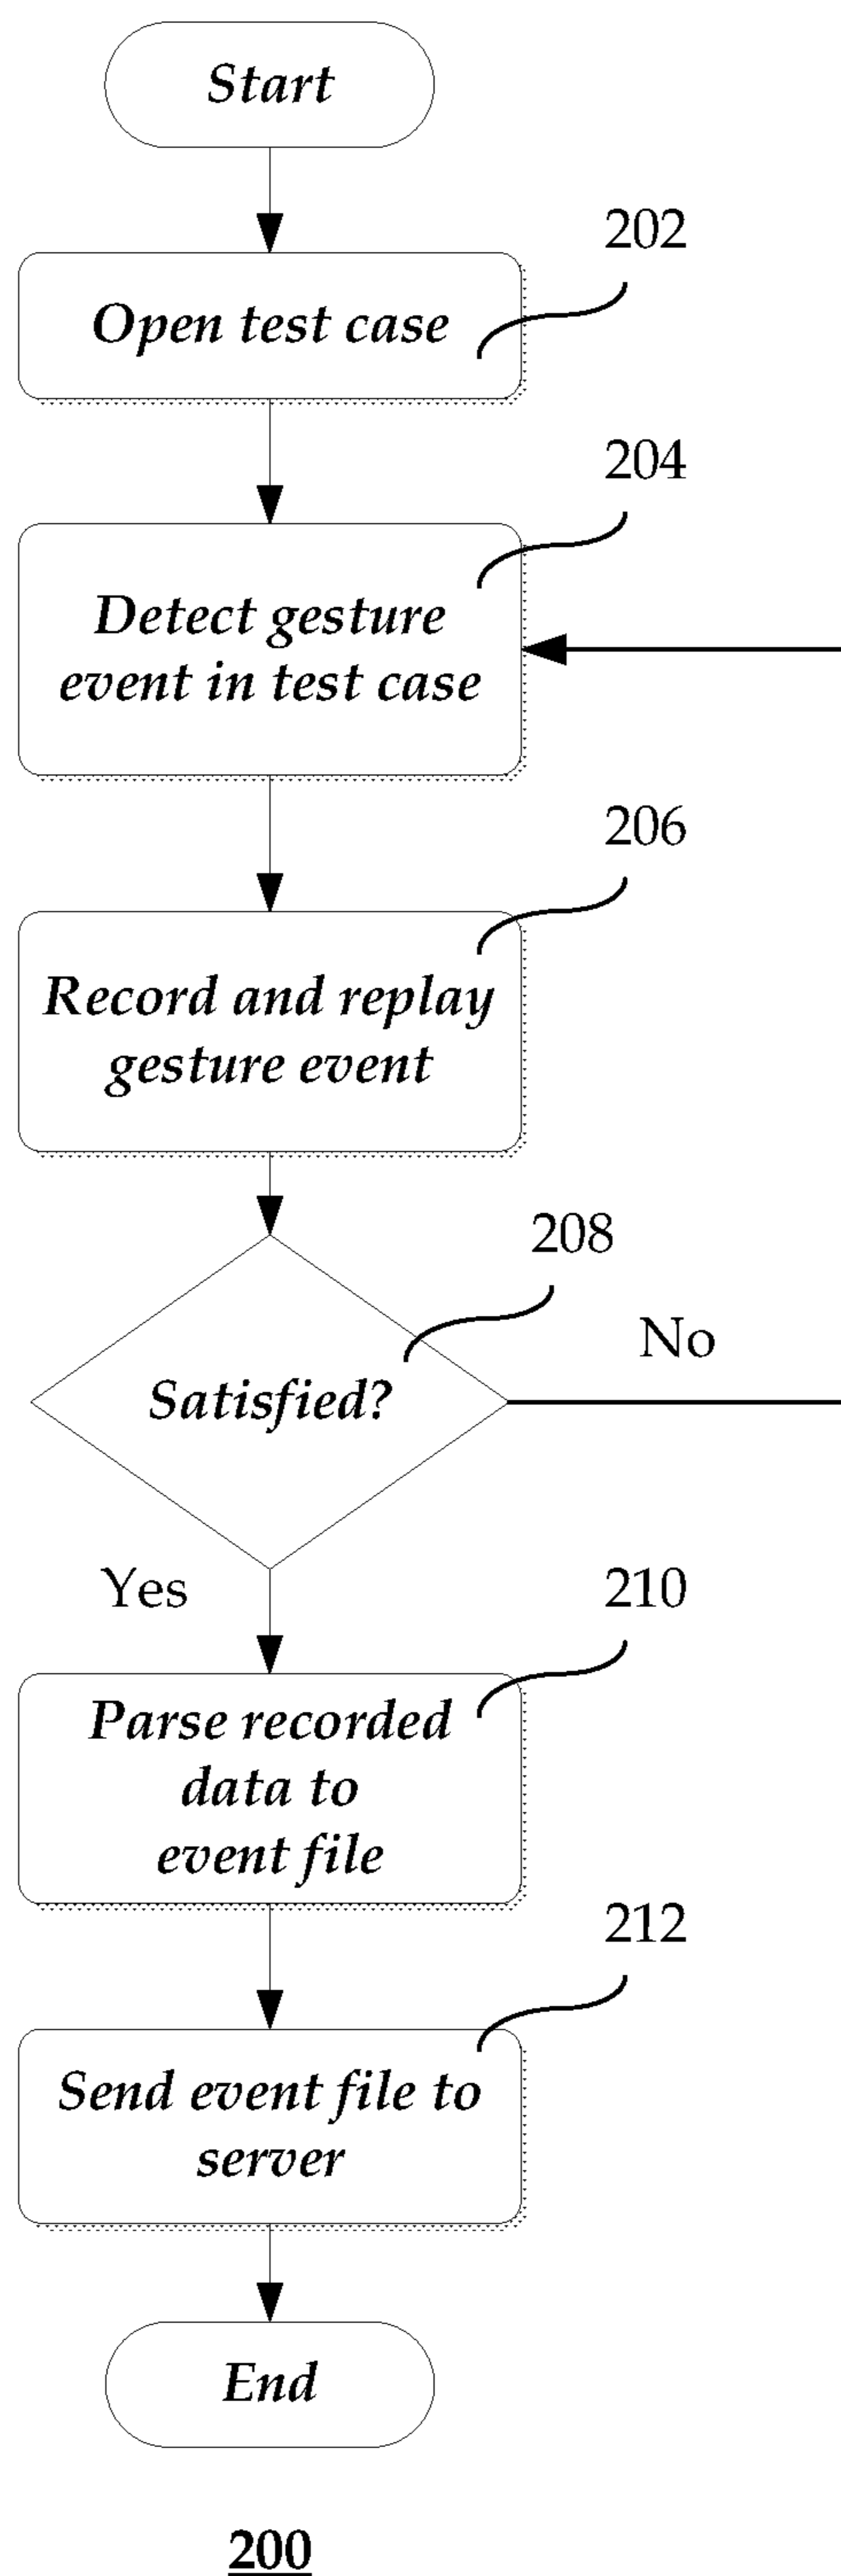 Start
202
Open test case
204
Detect gesture
event in test case
206
Record and replay
gesture event
208
Satisfied?
No
Yes
210
Parse recorded
data to
event file
212
Send event file to
server
End
200